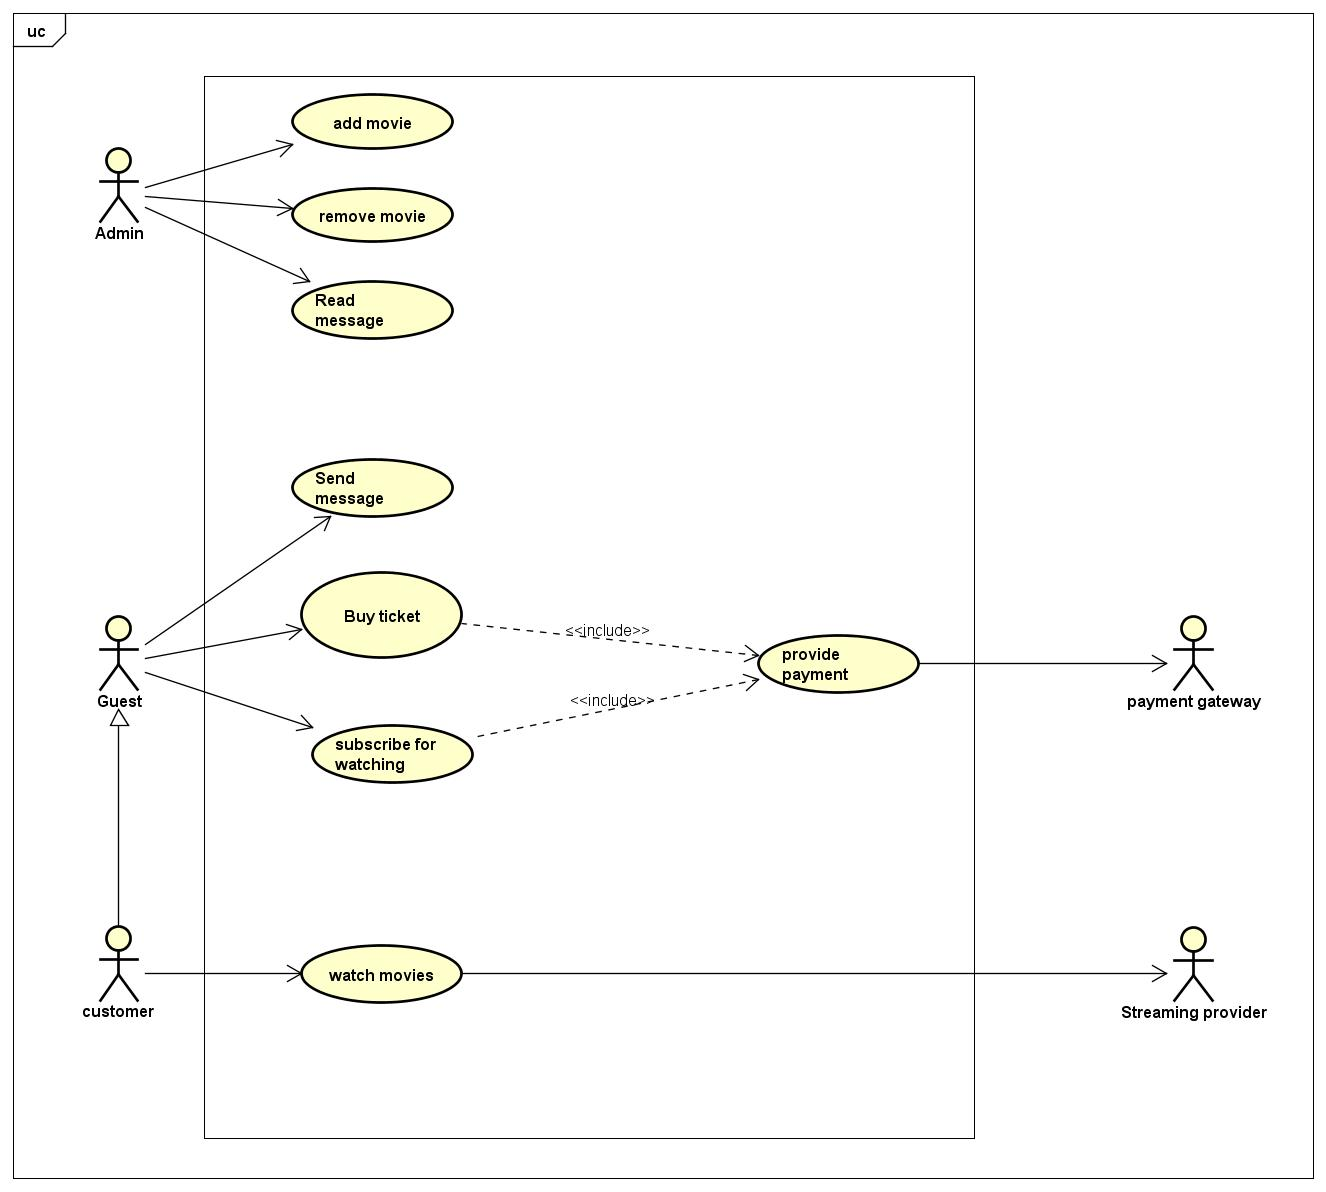 uc
add movie
remove movie
Admin
Read
message
Send
message
Buy ticket
<<include>>
provide
payment
Guest
payment gateway
<<include>>
subscribe for
watching
watch movies
customer
Streaming provider